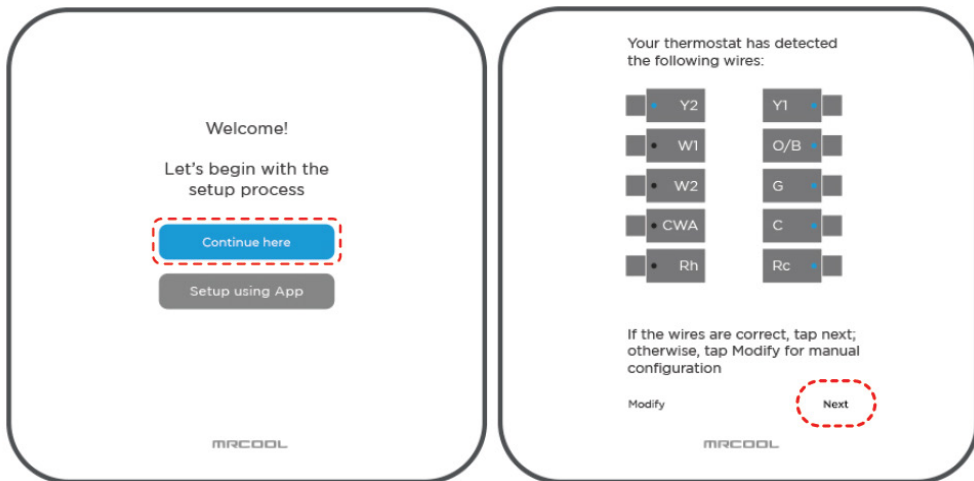 Welcome!
Let's begin with the
setup process
Continue here
Setup using App
MRCOOL
Your thermostat has detected
the following wires:
Y2 Y1
W1 O/B
W2 G
CWA C
Rh Rc
If the wires are correct, tap next;
otherwise, tap Modify for manual
configuration
Modify Next
MRCOOL